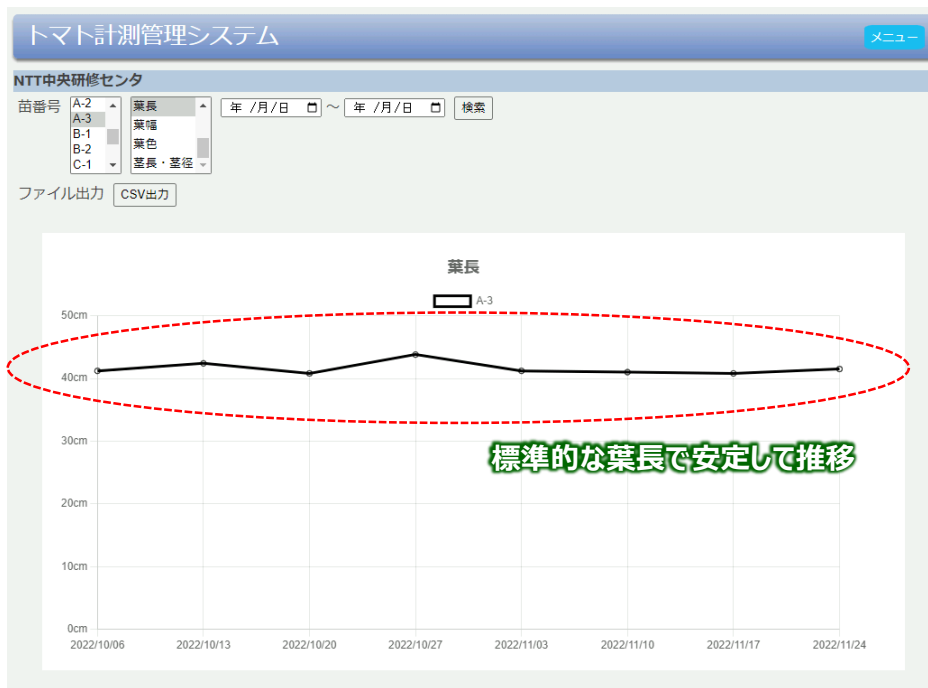 トマト計測管理システム
メニュー
NTT中央研修センタ
苗番号
A-2
A-3
B-1
B-2
C-1
葉長
葉幅
葉色
茎長・茎径
年 /月/日 ～ 年 /月/日 検索
ファイル出力 CSV出力
葉長
A-3
50cm
40cm
30cm
標準的な葉長で安定して推移
20cm
10cm
0cm
2022/10/06 2022/10/13 2022/10/20 2022/10/27 2022/11/03 2022/11/10 2022/11/17 2022/11/24